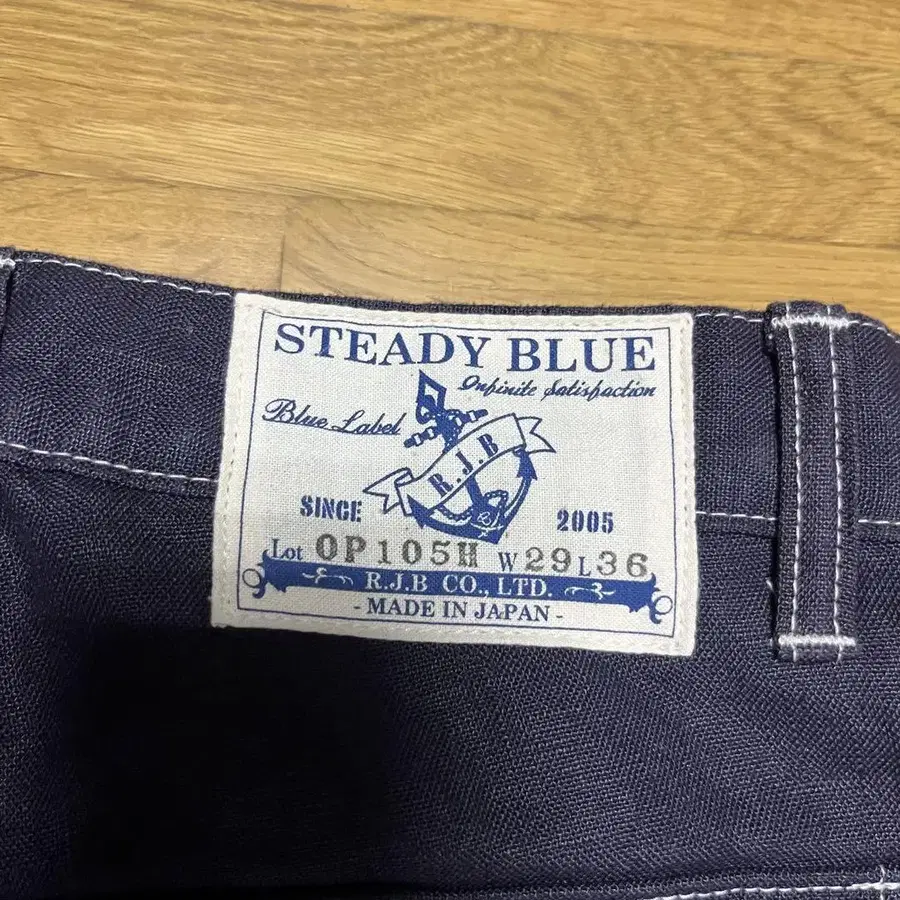 STEADY BLUE
Infinite Satisfaction
Blue Label
R.J.B
SINCE 2005
Lot OP105H W29L36
R.J.B CO., LTD.
- MADE IN JAPAN -